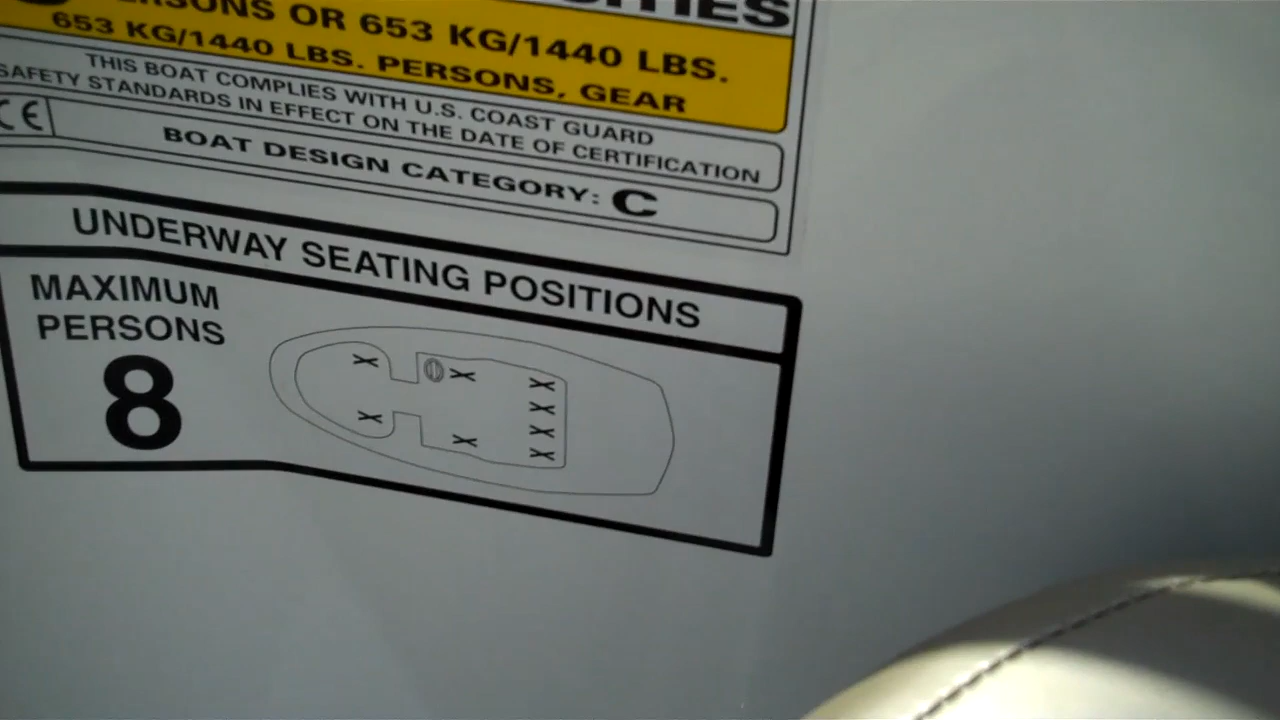 OR 653 KG/1440 LBS.
653 KG/1440 LBS. PERSONS, GEAR
THIS BOAT COMPLIES WITH U.S. COAST GUARD
SAFETY STANDARDS IN EFFECT ON THE DATE OF CERTIFICATION
CE
BOAT DESIGN CATEGORY: C
UNDERWAY SEATING POSITIONS
MAXIMUM
PERSONS
8